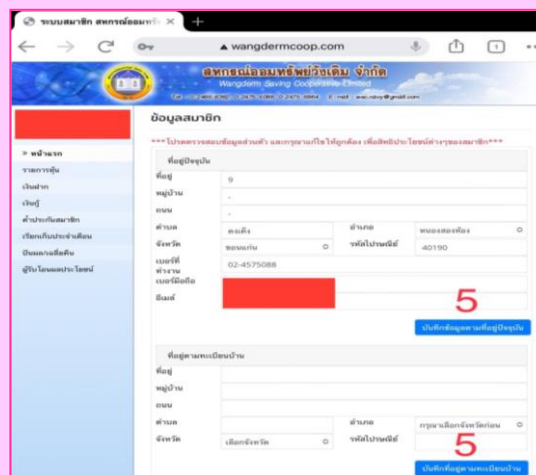 ระบบสมาชิก สหกรณ์ออมทรั
wangdermcoop.com
1
สหกรณ์ออมทรัพย์วังเดิม จำกัด
Wangderm Saving Cooperative Limited
ข้อมูลสมาชิก
***โปรดตรวจสอบข้อมูลส่วนตัว และกรุณาแก้ไขให้ถูกต้อง เพื่อสิทธิประโยชน์ต่างๆของสมาชิก***
» หน้าแรก
รายการหุ้น
เงินฝาก
เงินกู้
ค้ำประกันสมาชิก
เรียกเก็บประจำเดือน
ปันผลเฉลี่ยคืน
ผู้รับโอนผลประโยชน์
ที่อยู่ปัจจุบัน
ที่อยู่ 9
หมู่บ้าน .
ถนน .
ตำบล ดอนดั่ง อำเภอ หนองสองห้อง
จังหวัด ขอนแก่น รหัสไปรษณีย์ 40190
เบอร์ที่ทำงาน 02-4575088
เบอร์มือถือ
อีเมล์
5
บันทึกข้อมูลตามที่อยู่ปัจจุบัน
ที่อยู่ตามทะเบียนบ้าน
ที่อยู่
หมู่บ้าน
ถนน
ตำบล อำเภอ กรุณาเลือกจังหวัดก่อน
จังหวัด เลือกจังหวัด รหัสไปรษณีย์
5
บันทึกที่อยู่ตามทะเบียนบ้าน